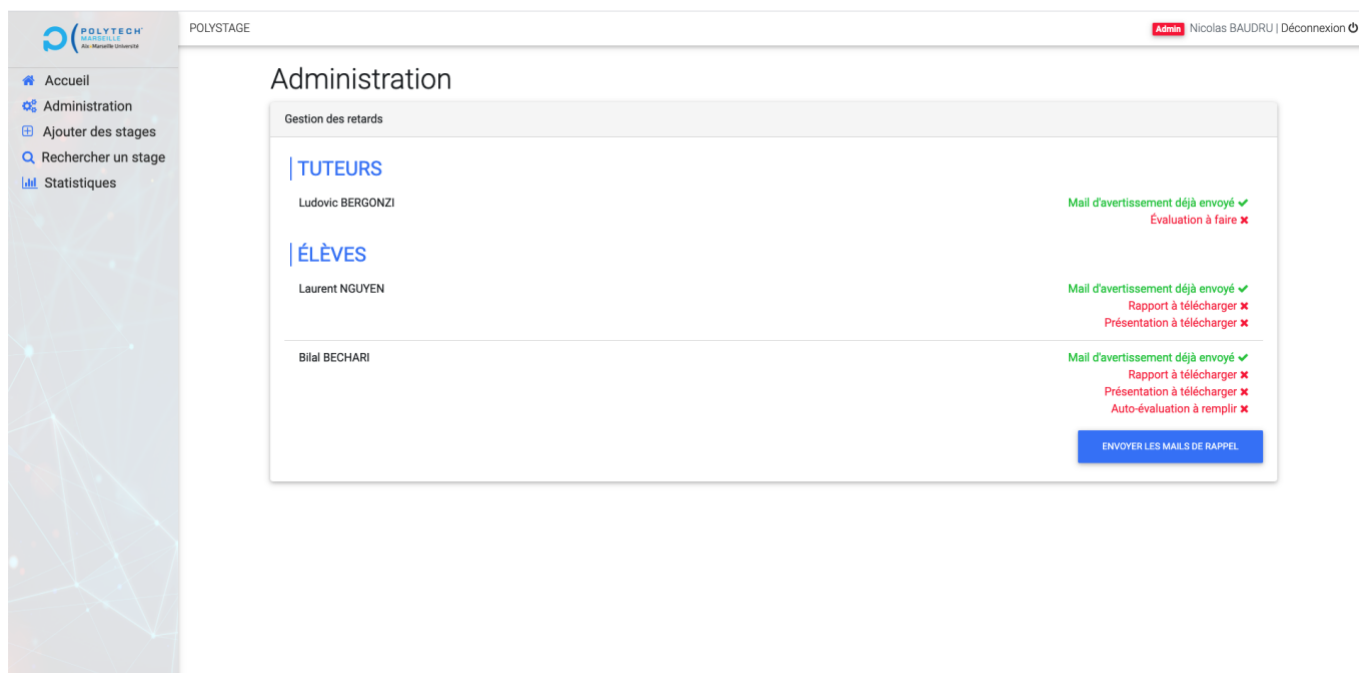 POLYTECH'
MARSEILLE
Aix-Marseille Université
POLYSTAGE
Admin Nicolas BAUDRU | Déconnexion
Accueil
Administration
Ajouter des stages
Rechercher un stage
Statistiques
Administration
Gestion des retards
TUTEURS
Ludovic BERGONZI
Mail d'avertissement déjà envoyé
Évaluation à faire
ÉLÈVES
Laurent NGUYEN
Mail d'avertissement déjà envoyé
Rapport à télécharger
Présentation à télécharger
Bilal BECHARI
Mail d'avertissement déjà envoyé
Rapport à télécharger
Présentation à télécharger
Auto-évaluation à remplir
ENVOYER LES MAILS DE RAPPEL